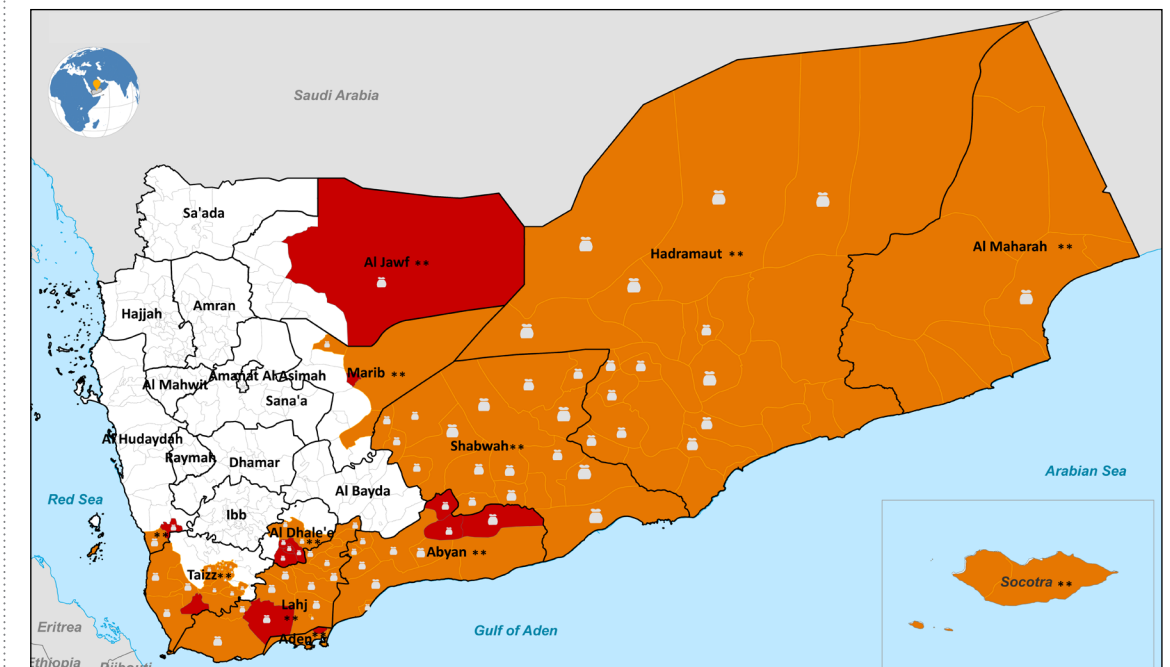 Saudi Arabia
Sa'ada
Al Jawf **
Hadramaut **
Al Maharah **
Hajjah
Amran
Al Mahwit
Amanat Al Asimah
Marib **
Sana'a
Al Hudaydah
Raymah
Dhamar
Shabwah**
Al Bayda
Arabian Sea
Red Sea
Ibb
Al Dhale'e
**
**
Abyan **
Taizz**
Socotra **
Lahj
**
Eritrea
Gulf of Aden
Aden**
Ethiopia
Djibouti